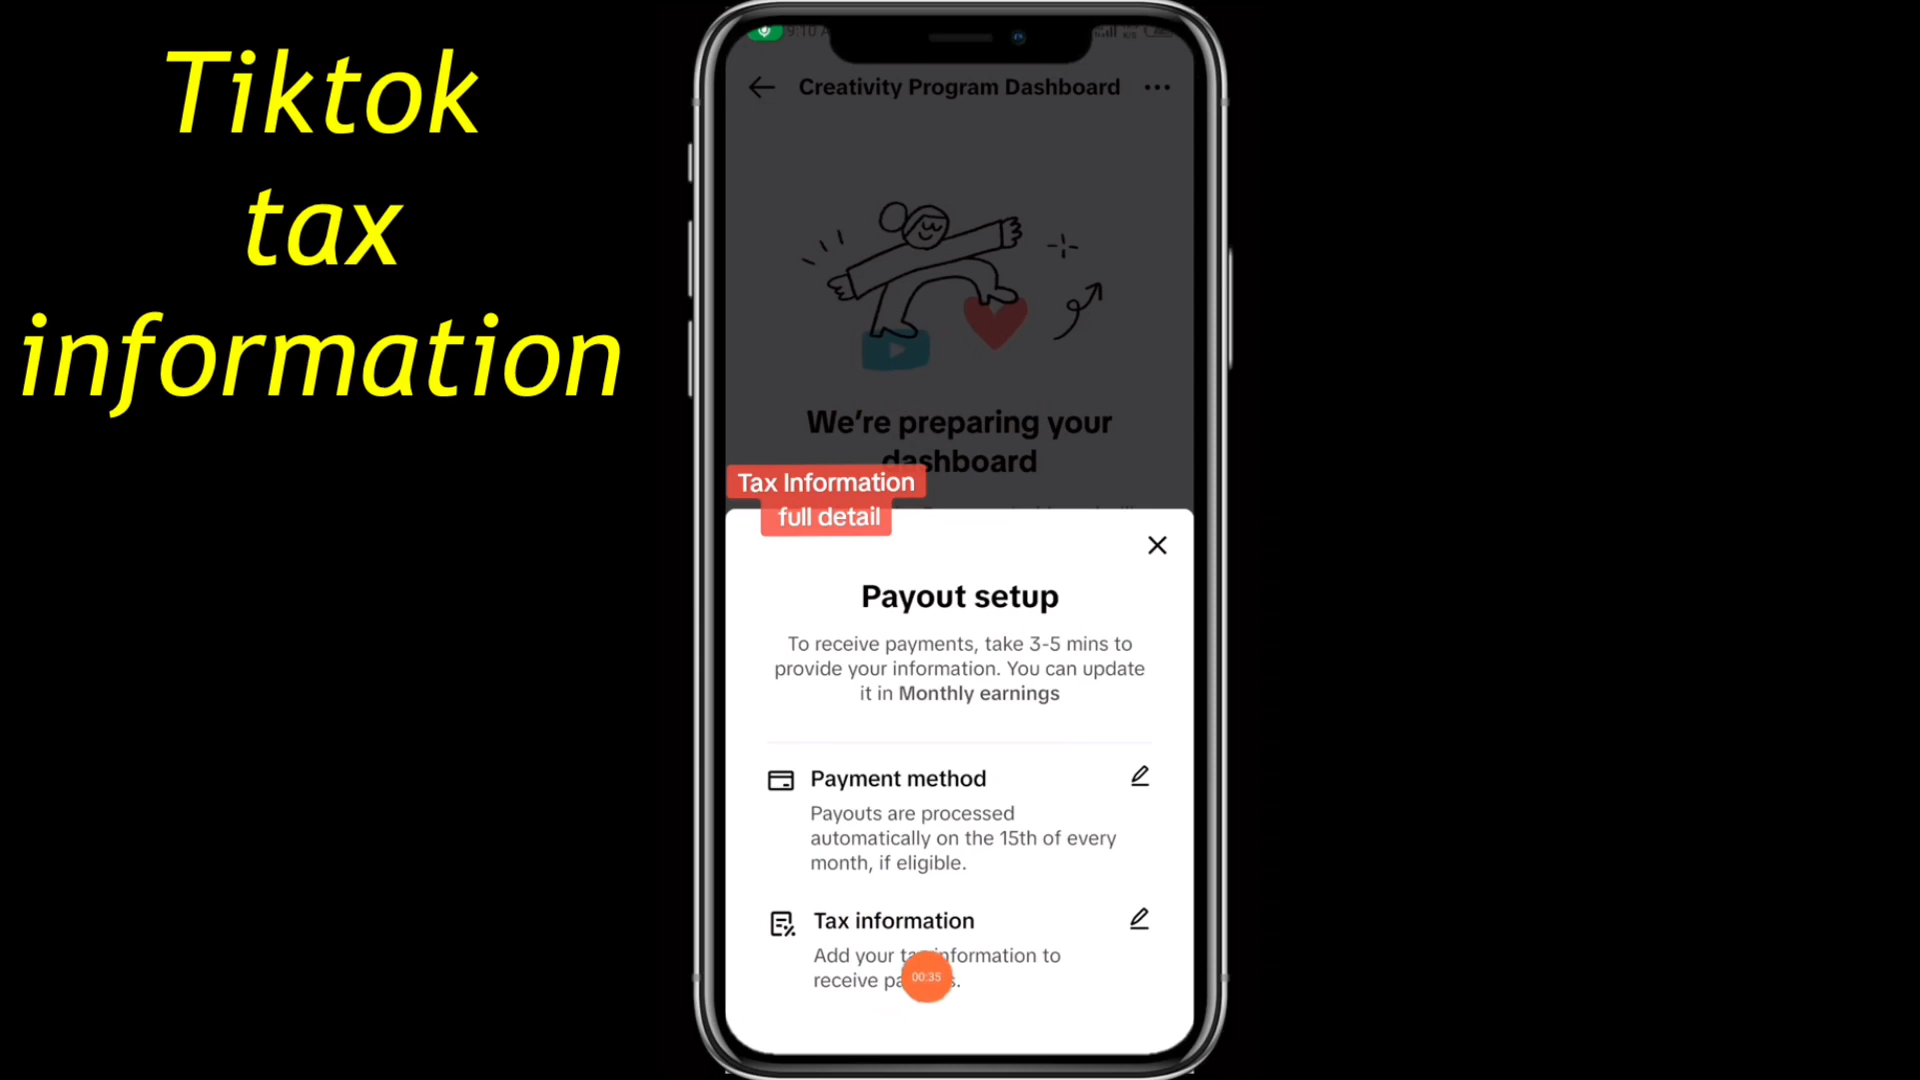 Tiktok
tax
information
9:10
Creativity Program Dashboard
We're preparing your
dashboard
Tax Information
full detail
Payout setup
To receive payments, take 3-5 mins to
provide your information. You can update
it in Monthly earnings
Payment method
Payouts are processed
automatically on the 15th of every
month, if eligible.
Tax information
Add your tax information to
receive
00:35